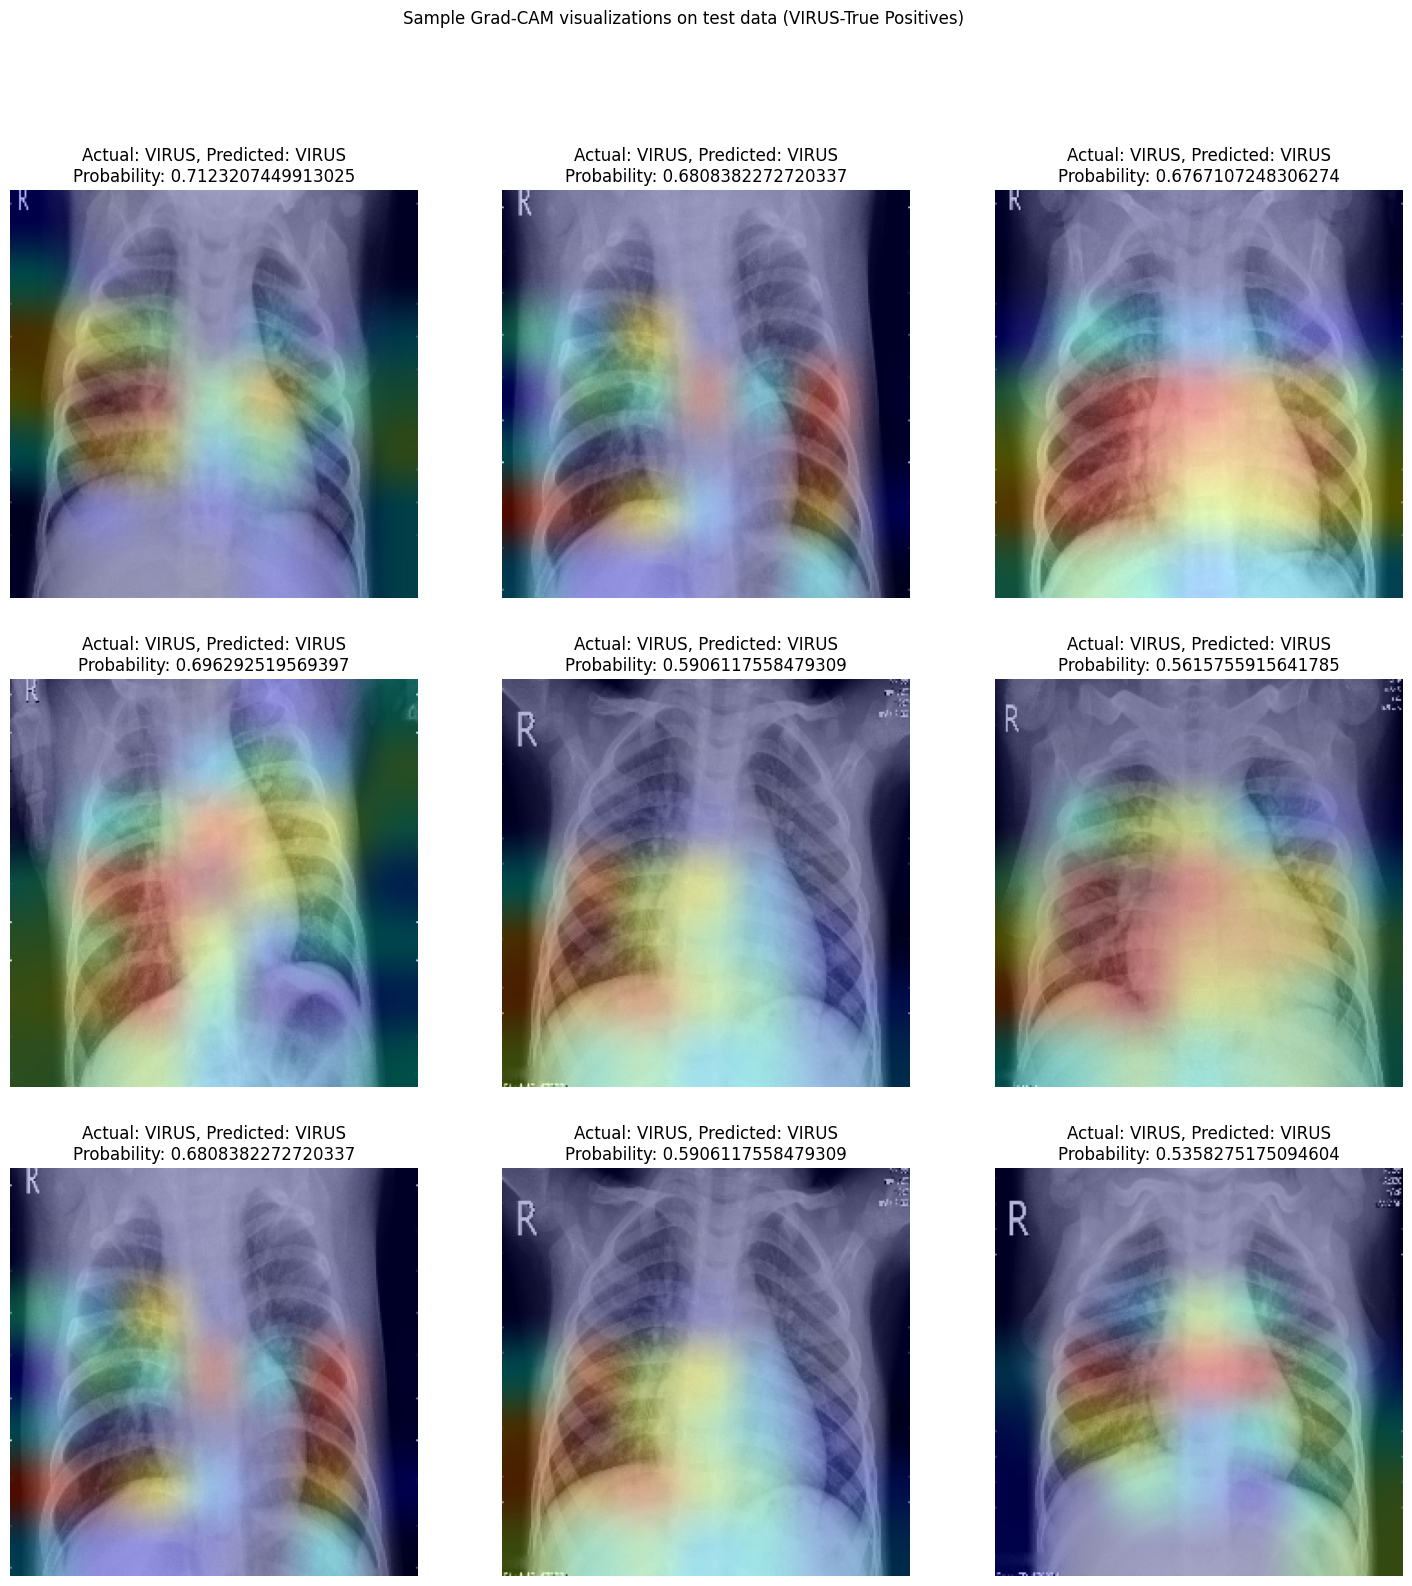 Sample Grad-CAM visualizations on test data (VIRUS-True Positives)
Actual: VIRUS, Predicted: VIRUS
Probability: 0.7123207449913025
R
Actual: VIRUS, Predicted: VIRUS
Probability: 0.6808382272720337
R
Actual: VIRUS, Predicted: VIRUS
Probability: 0.6767107248306274
R
Actual: VIRUS, Predicted: VIRUS
Probability: 0.696292519569397
R
Actual: VIRUS, Predicted: VIRUS
Probability: 0.5906117558479309
R
Actual: VIRUS, Predicted: VIRUS
Probability: 0.5615755915641785
R
Actual: VIRUS, Predicted: VIRUS
Probability: 0.6808382272720337
R
Actual: VIRUS, Predicted: VIRUS
Probability: 0.5906117558479309
R
Actual: VIRUS, Predicted: VIRUS
Probability: 0.5358275175094604
R